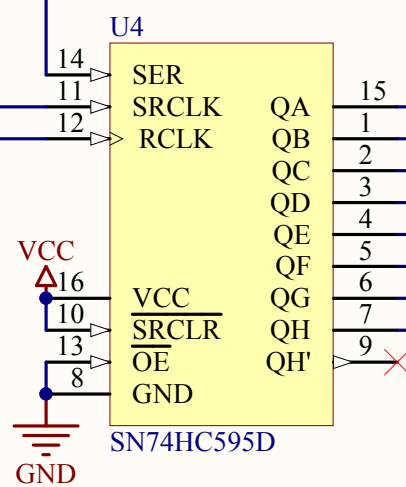 U4
14 SER
11 SRCLK QA 15
12 RCLK QB 1
QC 2
QD 3
QE 4
VCC QF 5
16 VCC QG 6
10 SRCLR QH 7
13 OE QH' 9
8 GND
SN74HC595D
GND